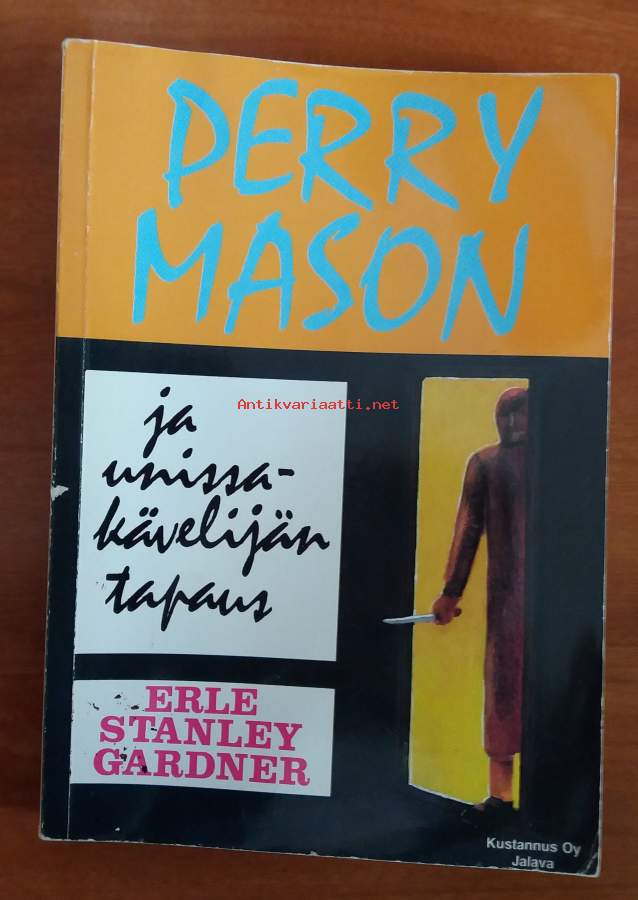 PERRY
MASON
Antikvariaatti.net
ja
unissa-
kävelijän
tapaus
ERLE
STANLEY
GARDNER
Kustannus Oy
Jalava